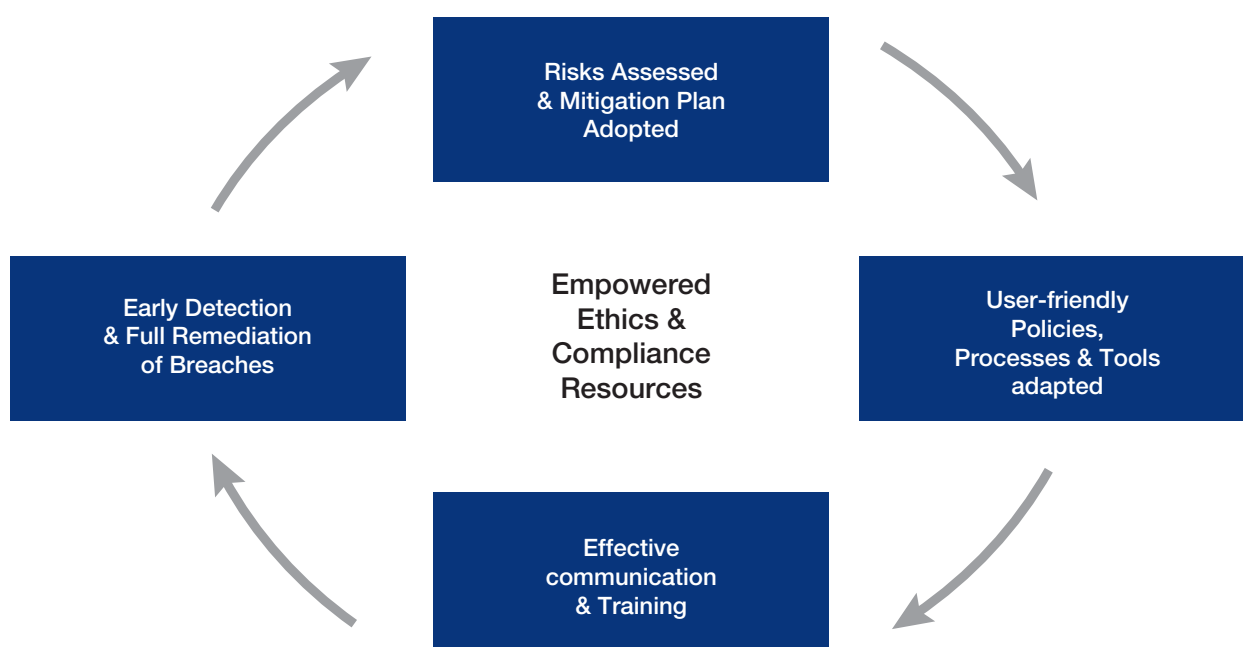 Risks Assessed
& Mitigation Plan
Adopted
Early Detection
& Full Remediation
of Breaches
Empowered
Ethics &
Compliance
Resources
User-friendly
Policies,
Processes & Tools
adapted
Effective
communication
& Training